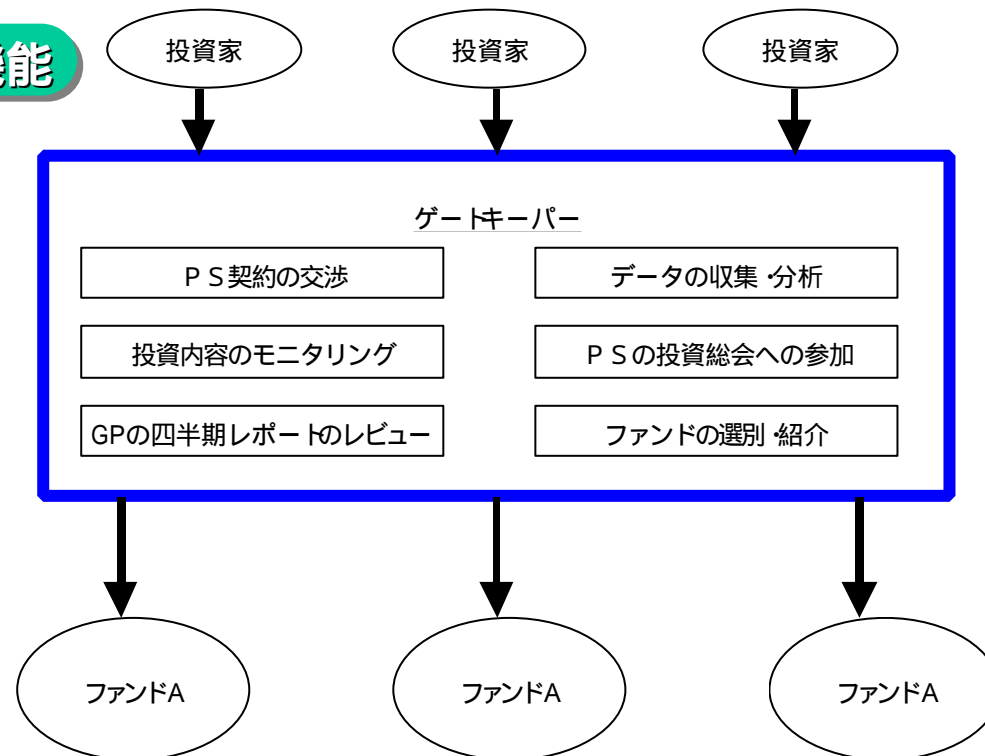 機能
投資家
投資家
投資家
ゲートキーパー
ＰＳ契約の交渉
データの収集・分析
投資内容のモニタリング
ＰＳの投資総会への参加
GPの四半期レポートのレビュー
ファンドの選別・紹介
ファンドA
ファンドA
ファンドA